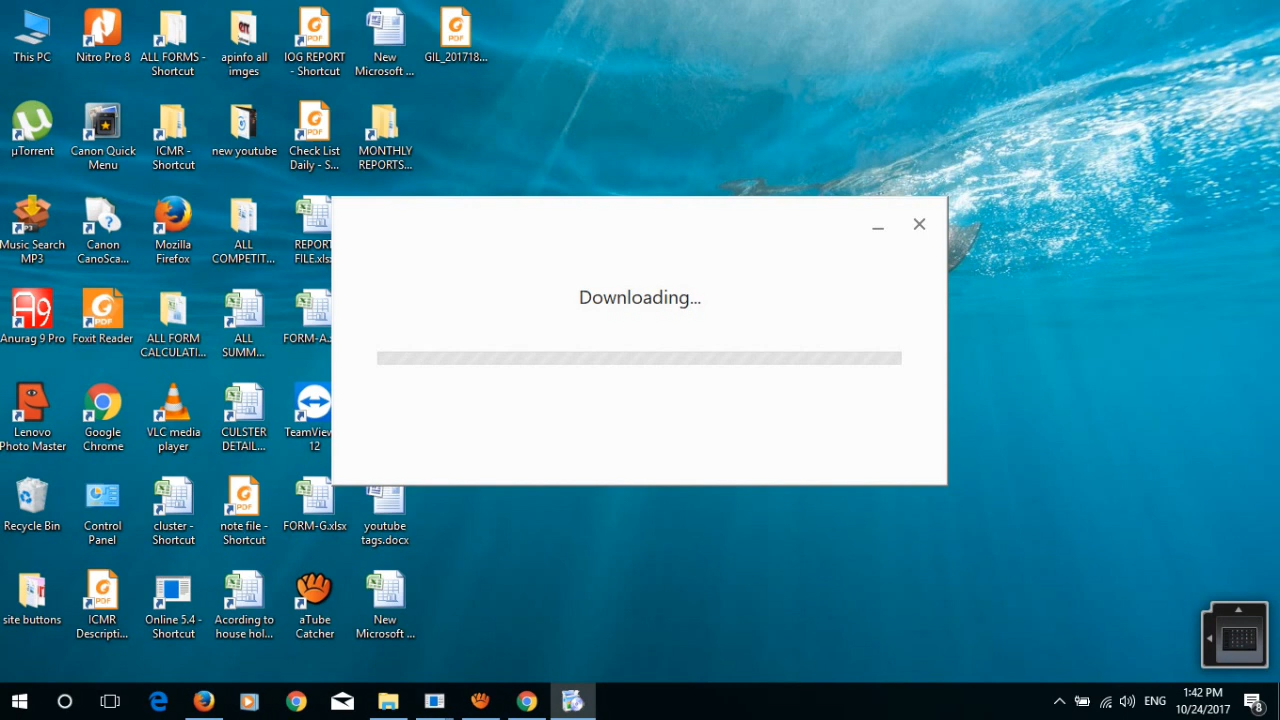 This PC
Nitro Pro 8
ALL FORMS -
Shortcut
apinfo all
imges
IOG REPORT
- Shortcut
New
Microsoft ...
GIL_201718...
µTorrent
Canon Quick
Menu
ICMR -
Shortcut
new youtube
Check List
Daily - S...
MONTHLY
REPORTS...
Music Search
MP3
Canon
CanoSca...
Mozilla
Firefox
ALL
COMPETIT...
REPORT
FILE.xlsx
Anurag 9 Pro
Foxit Reader
ALL FORM
CALCULATI...
ALL
SUMM...
FORM-A.x
Downloading...
Lenovo
Photo Master
Google
Chrome
VLC media
player
CULSTER
DETAIL...
TeamView
12
Recycle Bin
Control
Panel
cluster -
Shortcut
note file -
Shortcut
FORM-G.xlsx
youtube
tags.docx
site buttons
ICMR
Descripti...
Online 5.4 -
Shortcut
Acording to
house hol...
aTube
Catcher
New
Microsoft ...
ENG
1:42 PM
10/24/2017
8